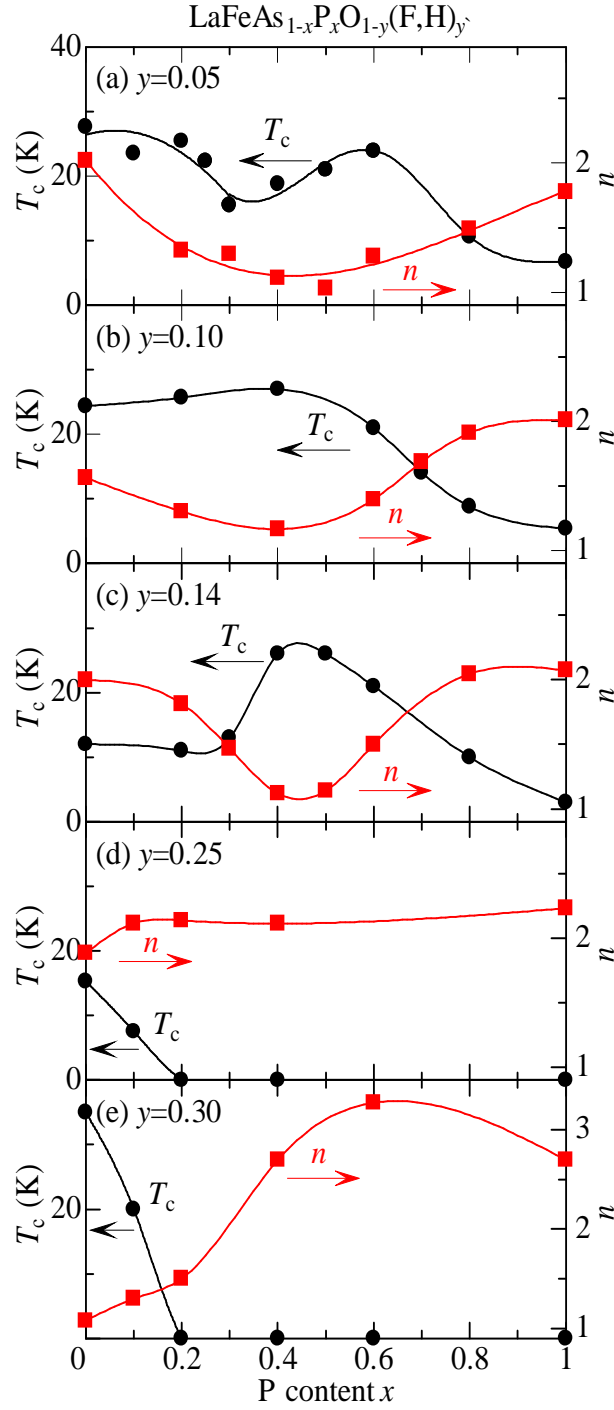 LaFeAs1-xPxO1-y(F,H)y`
40
(a) y=0.05
Tc
2
20
Tc (K)
n
n
1
0
(b) y=0.10
2
20
Tc
Tc (K)
n
n
1
0
(c) y=0.14
Tc
2
20
Tc (K)
n
n
1
0
(d) y=0.25
2
20
n
Tc (K)
n
Tc
1
0
(e) y=0.30
3
n
Tc
20
2
Tc (K)
n
1
0 0.2 0.4 0.6 0.8 1
P content x